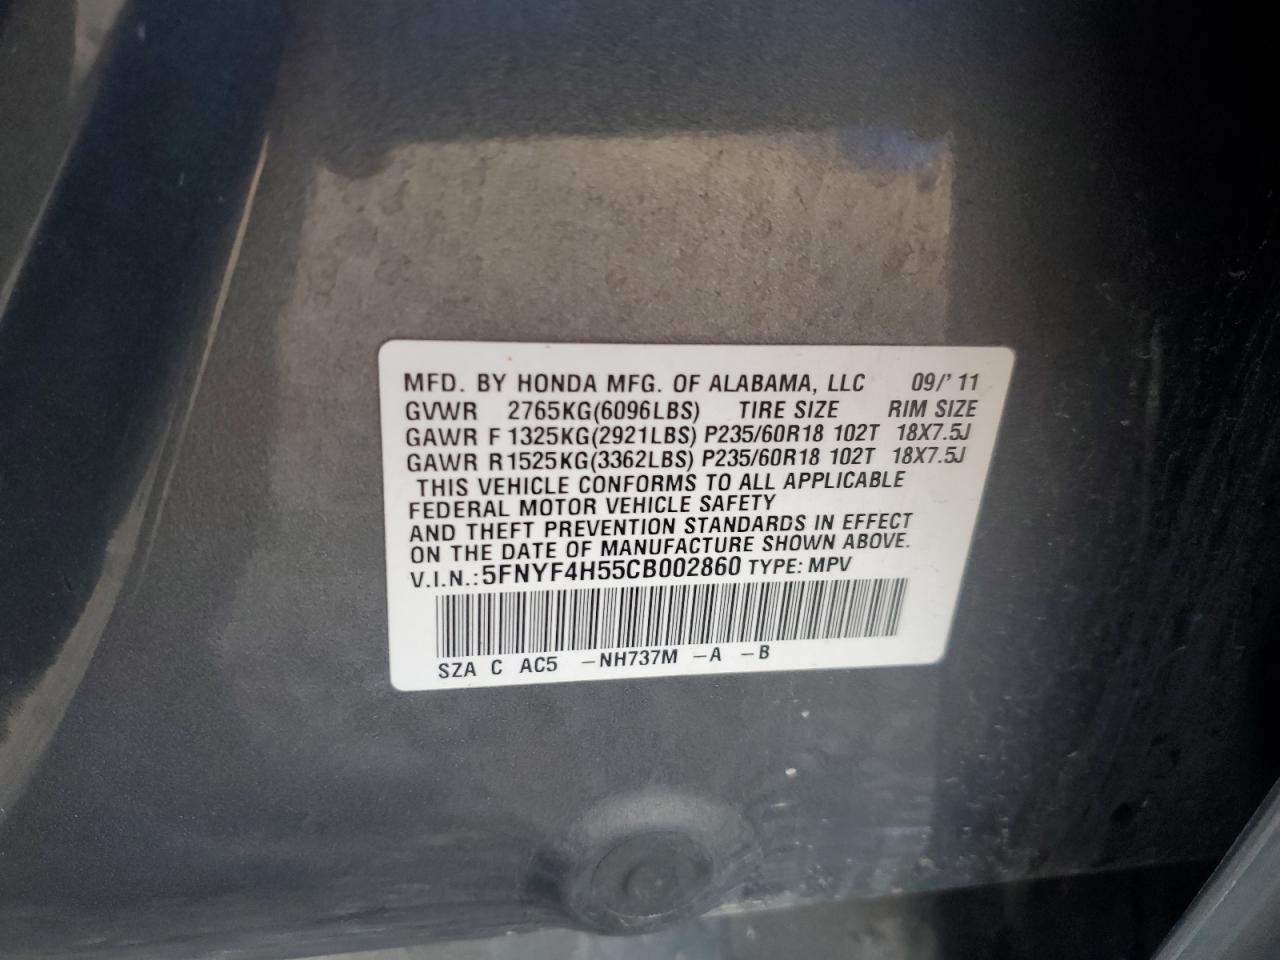 MFD. BY HONDA MFG. OF ALABAMA, LLC 09/' 11
GVWR 2765KG(6096LBS) TIRE SIZE RIM SIZE
GAWR F 1325KG(2921LBS) P235/60R18 102T 18X7.5J
GAWR R1525KG(3362LBS) P235/60R18 102T 18X7.5J
THIS VEHICLE CONFORMS TO ALL APPLICABLE
FEDERAL MOTOR VEHICLE SAFETY
AND THEFT PREVENTION STANDARDS IN EFFECT
ON THE DATE OF MANUFACTURE SHOWN ABOVE.
V.I.N.: 5FNYF4H55CB002860 TYPE: MPV
SZA C AC5 -NH737M -A -B